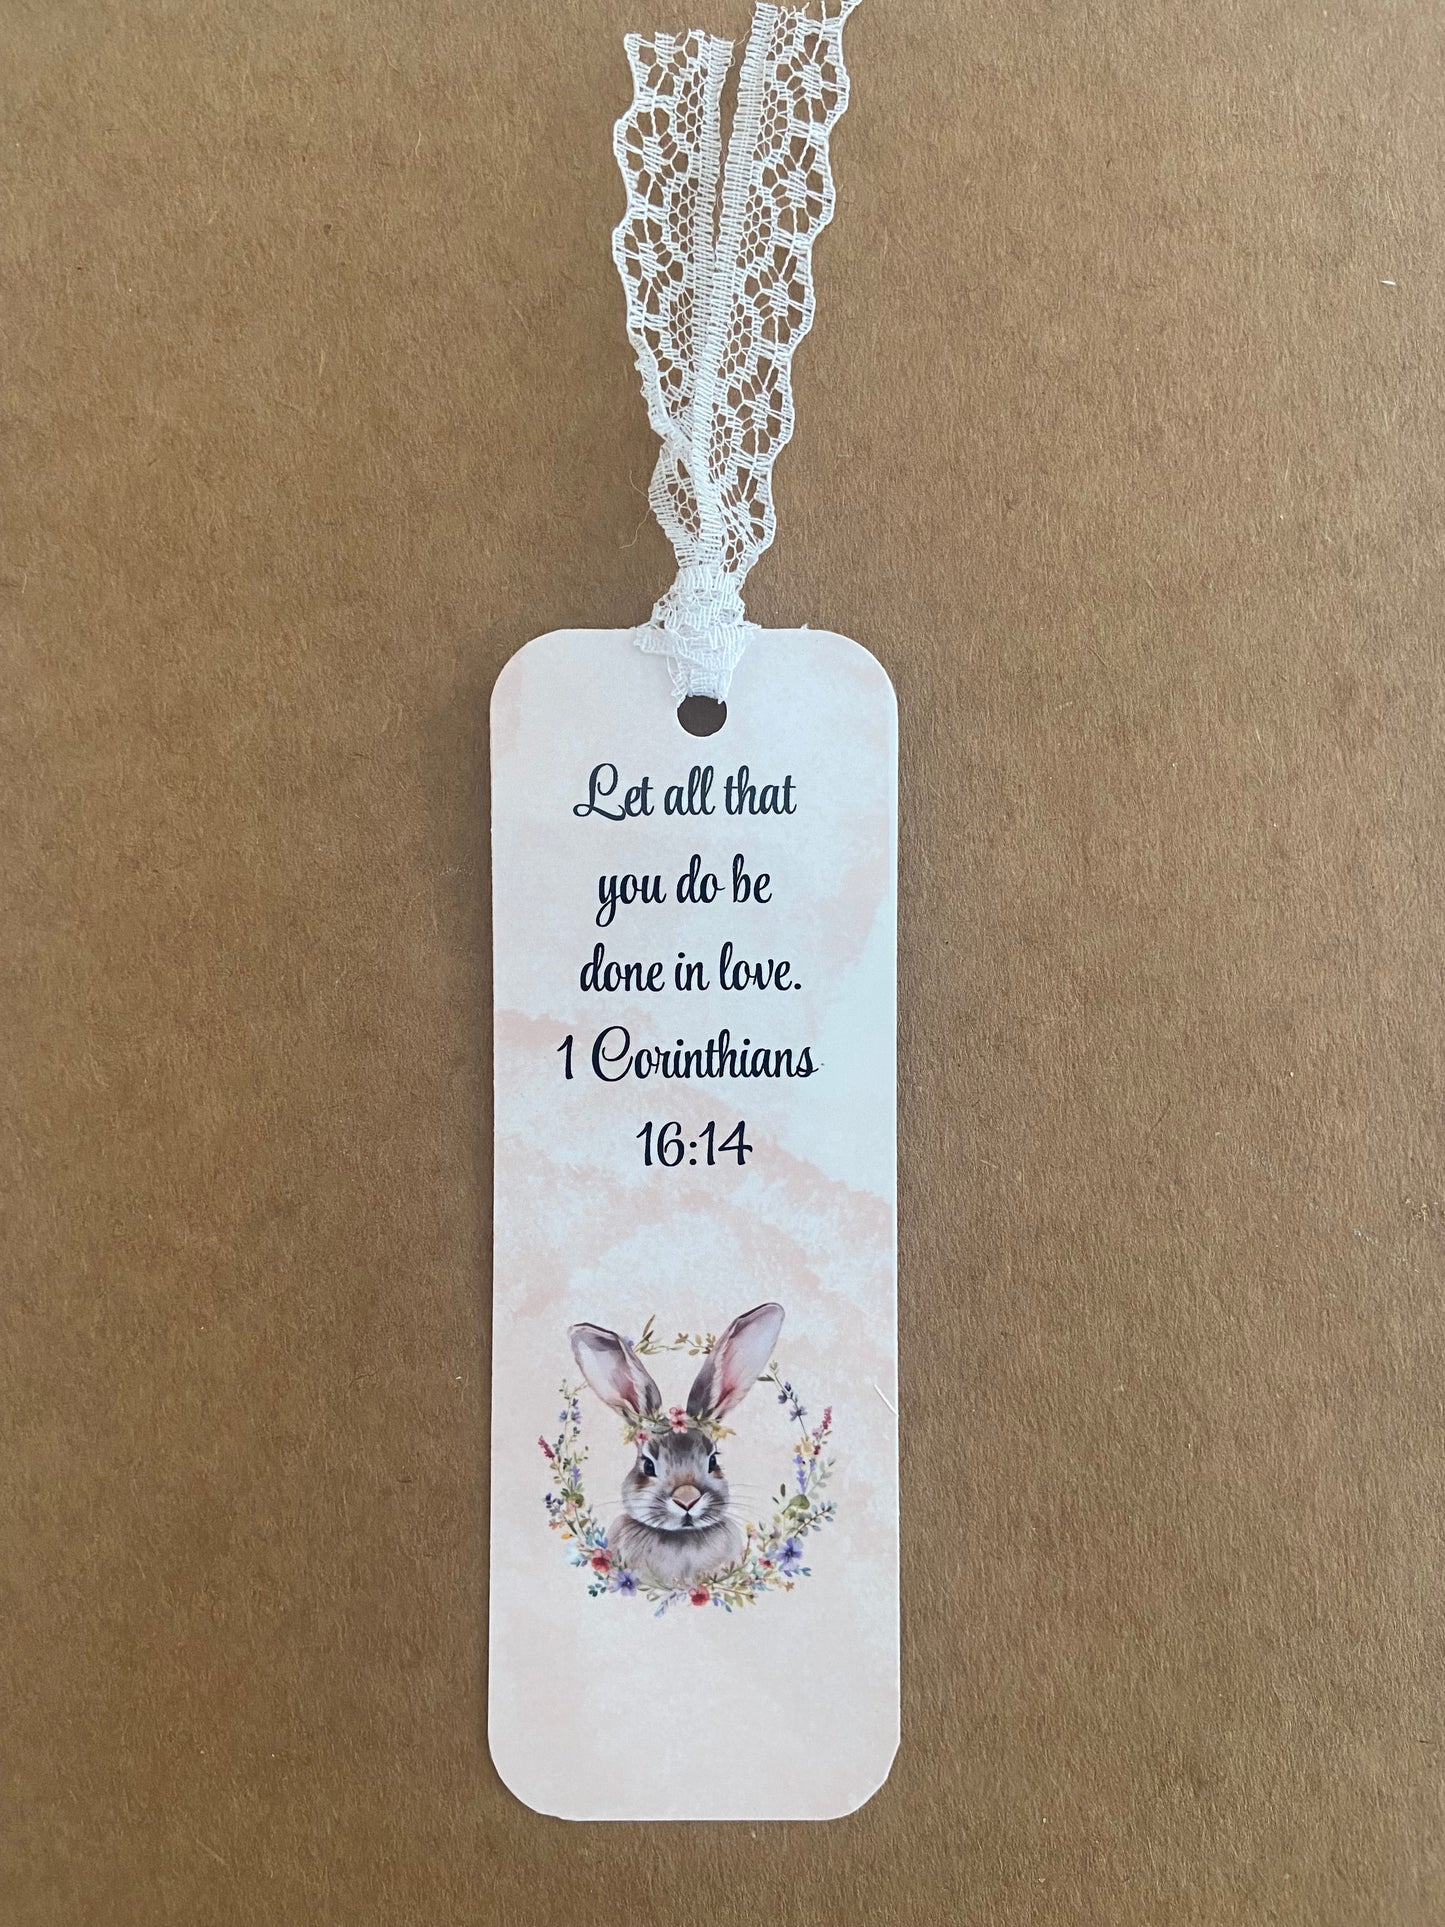 Let all that
you do be
done in love.
1 Corinthians
16:14